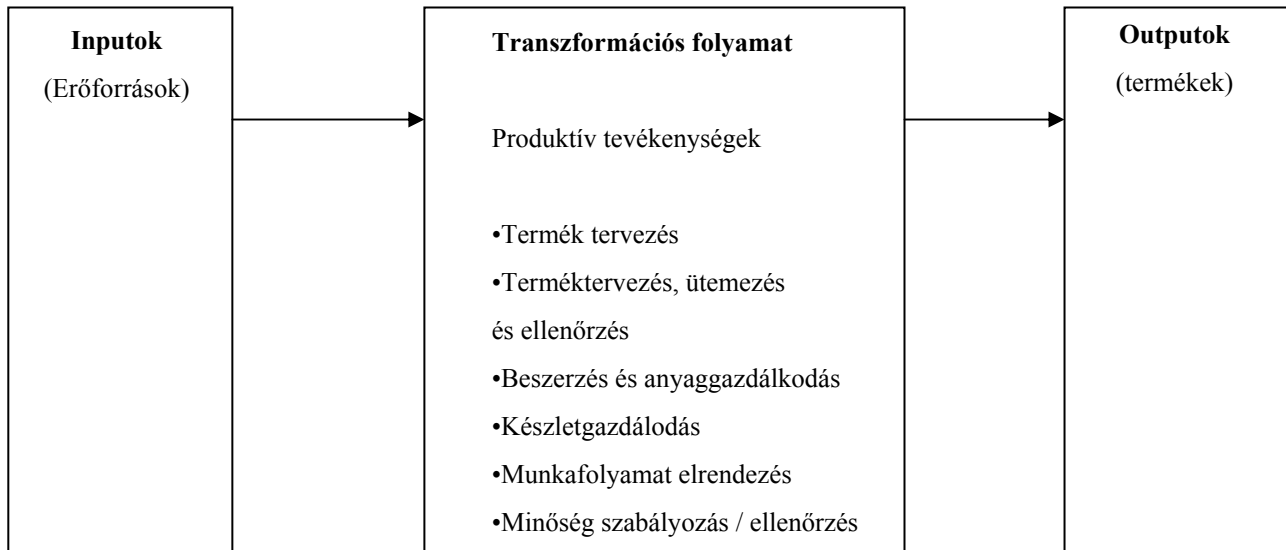 Inputok
(Erőforrások)
Transzformációs folyamat
Produktív tevékenységek
•Termék tervezés
•Terméktervezés, ütemezés
és ellenőrzés
•Beszerzés és anyaggazdálkodás
•Készletgazdálodás
•Munkafolyamat elrendezés
•Minőség szabályozás / ellenőrzés
Outputok
(termékek)